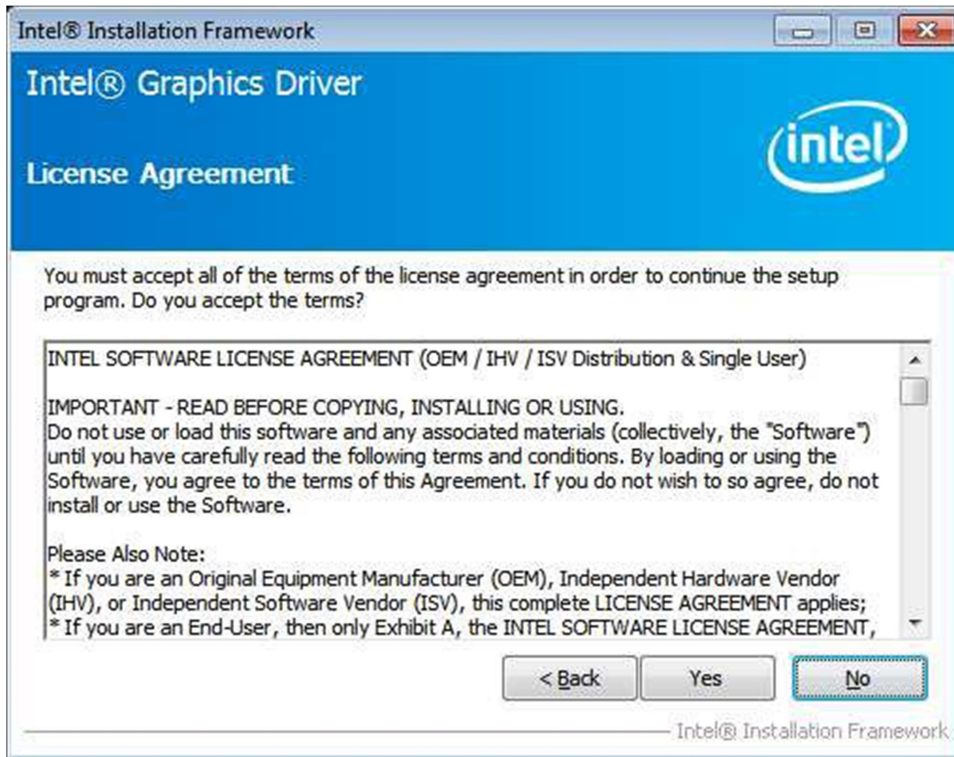 Intel® Installation Framework
Intel® Graphics Driver
intel
License Agreement
You must accept all of the terms of the license agreement in order to continue the setup
program. Do you accept the terms?
INTEL SOFTWARE LICENSE AGREEMENT (OEM / IHV / ISV Distribution & Single User)
IMPORTANT - READ BEFORE COPYING, INSTALLING OR USING.
Do not use or load this software and any associated materials (collectively, the "Software")
until you have carefully read the following terms and conditions. By loading or using the
Software, you agree to the terms of this Agreement. If you do not wish to so agree, do not
install or use the Software.
Please Also Note:
* If you are an Original Equipment Manufacturer (OEM), Independent Hardware Vendor
(IHV), or Independent Software Vendor (ISV), this complete LICENSE AGREEMENT applies;
* If you are an End-User, then only Exhibit A, the INTEL SOFTWARE LICENSE AGREEMENT,
< Back Yes No
Intel® Installation Framework